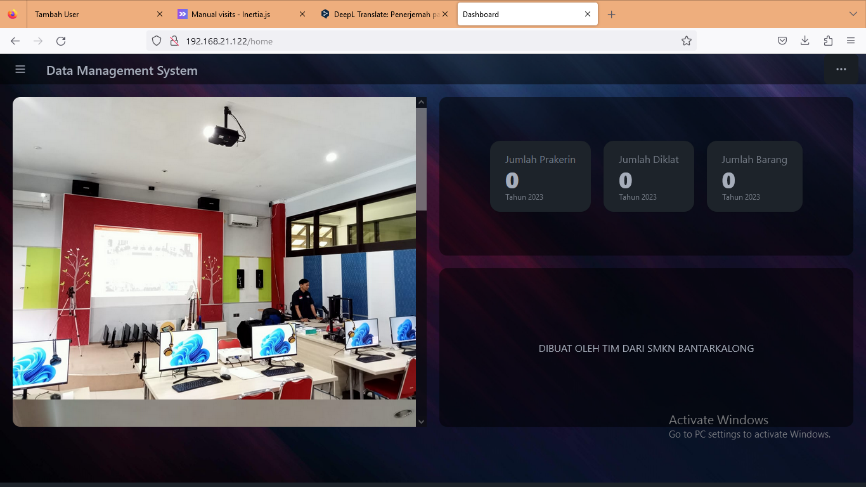 Tambah User
Manual visits - Inertia.js
DeepL Translate: Penerjemah pa
Dashboard
192.168.21.122/home
Data Management System
Jumlah Prakerin
0
Tahun 2023
Jumlah Diklat
0
Tahun 2023
Jumlah Barang
0
Tahun 2023
DIBUAT OLEH TIM DARI SMKN BANTARKALONG
Activate Windows
Go to PC settings to activate Windows.